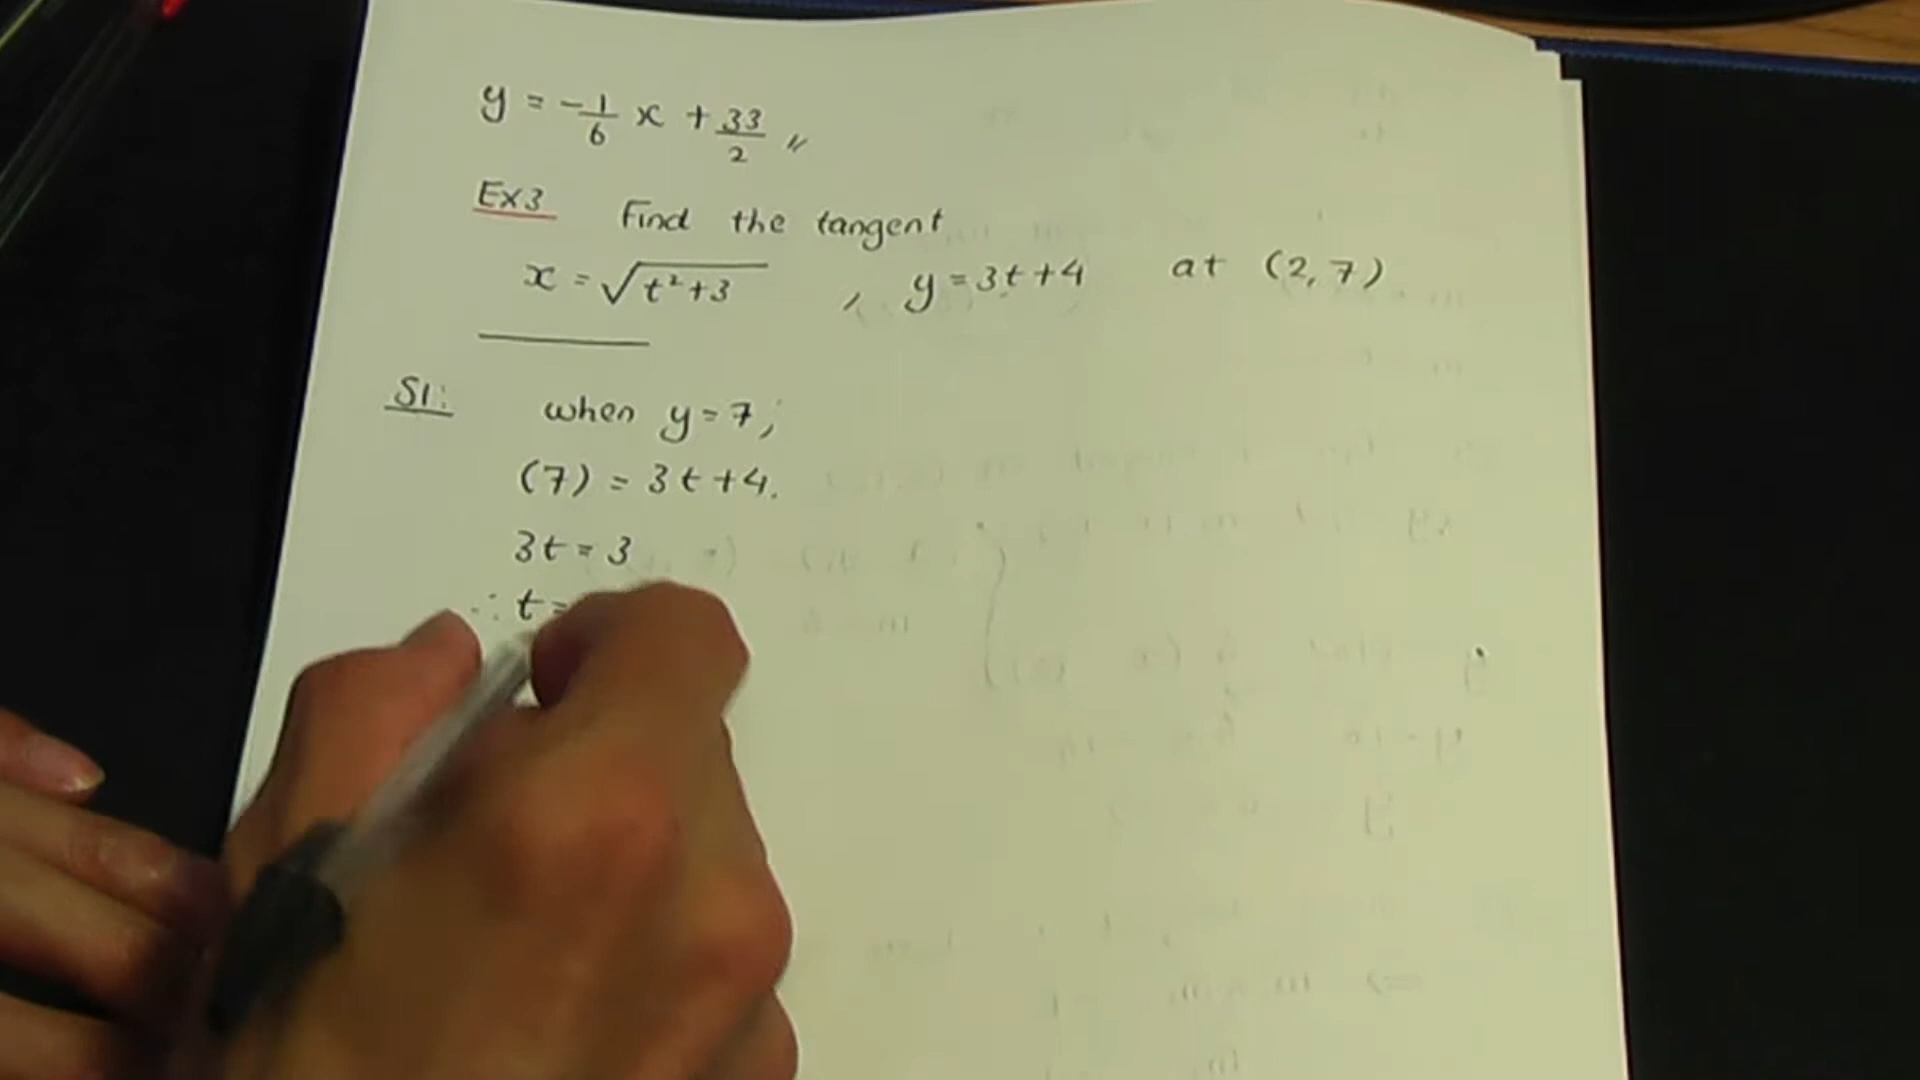 y = -1/6 x + 33/2 〃
Ex3 Find the tangent
x = √(t²+3) , y = 3t+4 at (2,7)
S1: when y = 7;
(7) = 3t+4.
3t = 3
∴ t =